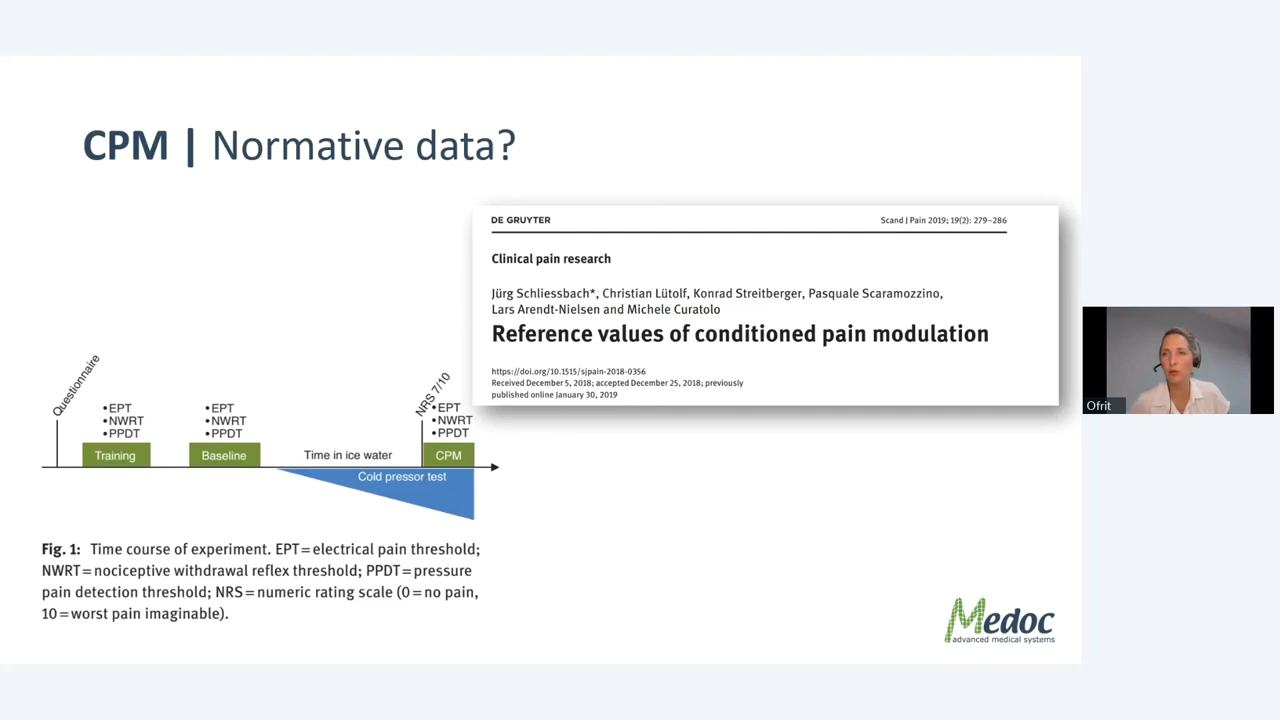 CPM | Normative data?
DE GRUYTER
Scand J Pain 2019; 19(2): 279–286
Clinical pain research
Jürg Schliessbach*, Christian Lütolf, Konrad Streitberger, Pasquale Scaramozzino,
Lars Arendt-Nielsen and Michele Curatolo
Reference values of conditioned pain modulation
https://doi.org/10.1515/sjpain-2018-0356
Received December 5, 2018; accepted December 25, 2018; previously
published online January 30, 2019
Ofrit
Questionnaire
•EPT
•NWRT
•PPDT
Training
•EPT
•NWRT
•PPDT
Baseline
Time in ice water
NRS 7/10
•EPT
•NWRT
•PPDT
CPM
Cold pressor test
Fig. 1: Time course of experiment. EPT=electrical pain threshold;
NWRT=nociceptive withdrawal reflex threshold; PPDT=pressure
pain detection threshold; NRS=numeric rating scale (0=no pain,
10=worst pain imaginable).
Medoc
advanced medical systems